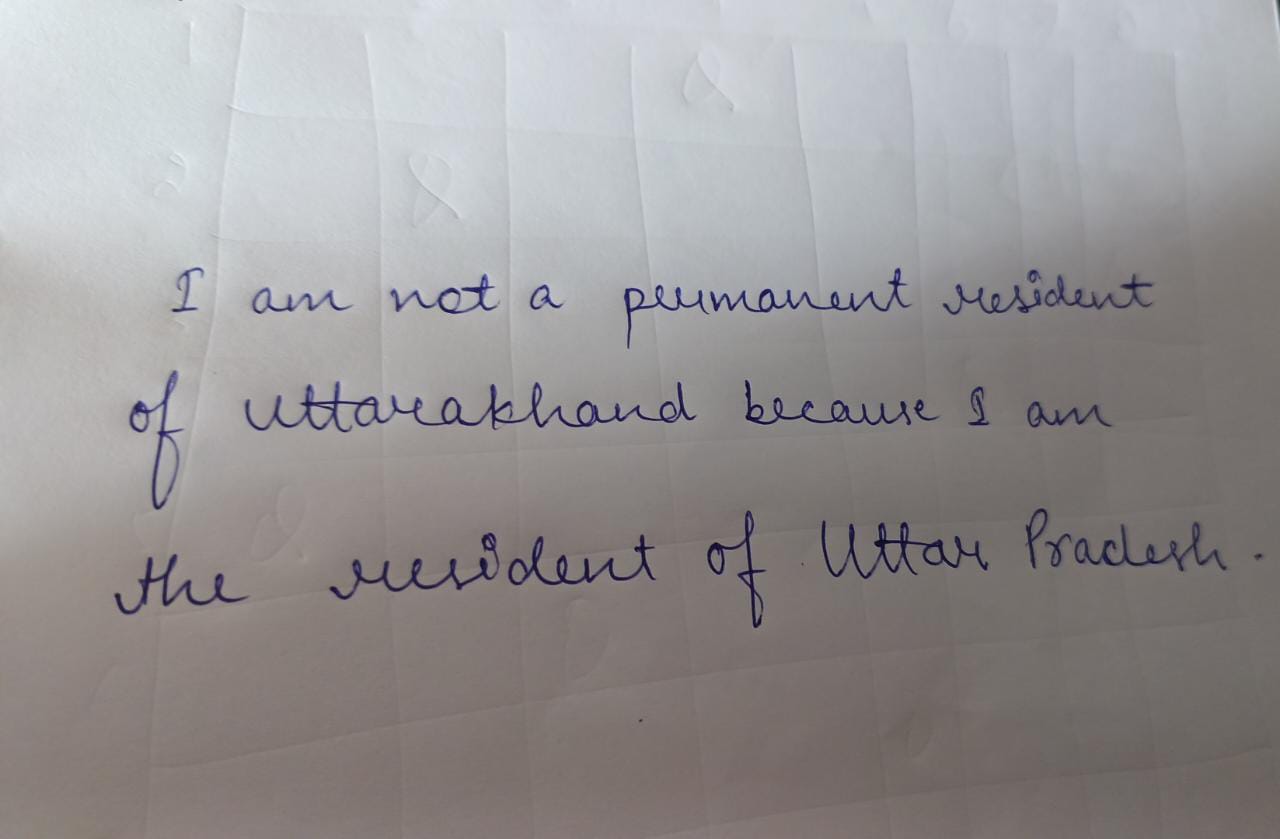 I am not a permanent resident
of Uttarakhand because I am
the resident of Uttar Pradesh.